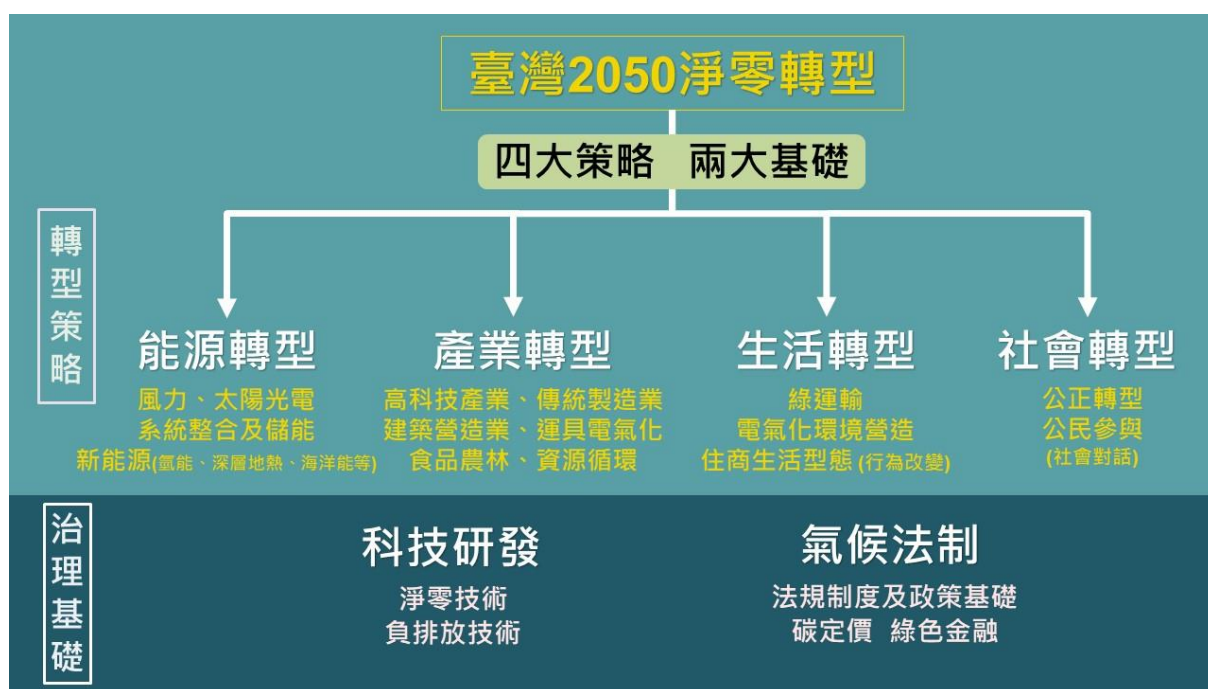 臺灣2050淨零轉型
四大策略 兩大基礎
轉型策略
能源轉型
風力、太陽光電
系統整合及儲能
新能源(氫能、深層地熱、海洋能等)
產業轉型
高科技產業、傳統製造業
建築營造業、運具電氣化
食品農林、資源循環
生活轉型
綠運輸
電氣化環境營造
住商生活型態(行為改變)
社會轉型
公正轉型
公民參與
(社會對話)
治理基礎
科技研發
淨零技術
負排放技術
氣候法制
法規制度及政策基礎
碳定價 綠色金融